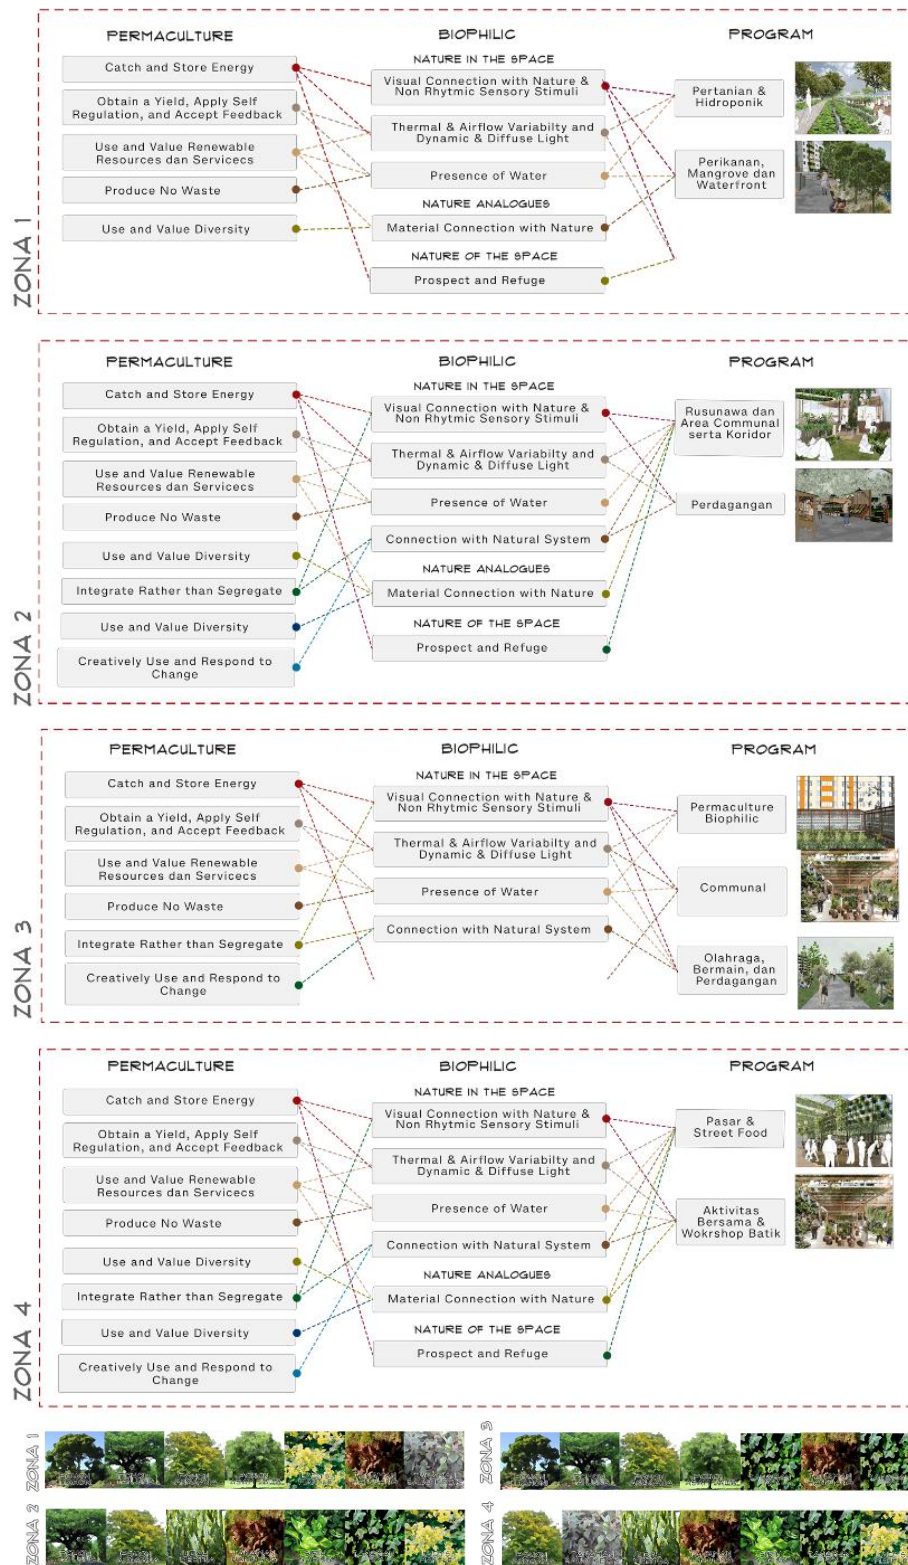 ZONA 1
PERMACULTURE
Catch and Store Energy
Obtain a Yield, Apply Self
Regulation, and Accept Feedback
Use and Value Renewable
Resources dan Servicecs
Produce No Waste
Use and Value Diversity
BIOPHILIC
NATURE IN THE SPACE
Visual Connection with Nature &
Non Rhytmic Sensory Stimuli
Thermal & Airflow Variabilty and
Dynamic & Diffuse Light
Presence of Water
NATURE ANALOGUES
Material Connection with Nature
NATURE OF THE SPACE
Prospect and Refuge
PROGRAM
Pertanian &
Hidroponik
Perikanan,
Mangrove dan
Waterfront
ZONA 2
PERMACULTURE
Catch and Store Energy
Obtain a Yield, Apply Self
Regulation, and Accept Feedback
Use and Value Renewable
Resources dan Servicecs
Produce No Waste
Use and Value Diversity
Integrate Rather than Segregate
Use and Value Diversity
Creatively Use and Respond to
Change
BIOPHILIC
NATURE IN THE SPACE
Visual Connection with Nature &
Non Rhytmic Sensory Stimuli
Thermal & Airflow Variabilty and
Dynamic & Diffuse Light
Presence of Water
Connection with Natural System
NATURE ANALOGUES
Material Connection with Nature
NATURE OF THE SPACE
Prospect and Refuge
PROGRAM
Rusunawa dan
Area Communal
serta Koridor
Perdagangan
ZONA 3
PERMACULTURE
Catch and Store Energy
Obtain a Yield, Apply Self
Regulation, and Accept Feedback
Use and Value Renewable
Resources dan Servicecs
Produce No Waste
Integrate Rather than Segregate
Creatively Use and Respond to
Change
BIOPHILIC
NATURE IN THE SPACE
Visual Connection with Nature &
Non Rhytmic Sensory Stimuli
Thermal & Airflow Variabilty and
Dynamic & Diffuse Light
Presence of Water
Connection with Natural System
PROGRAM
Permaculture
Biophilic
Communal
Olahraga,
Bermain, dan
Perdagangan
ZONA 4
PERMACULTURE
Catch and Store Energy
Obtain a Yield, Apply Self
Regulation, and Accept Feedback
Use and Value Renewable
Resources dan Servicecs
Produce No Waste
Use and Value Diversity
Integrate Rather than Segregate
Use and Value Diversity
Creatively Use and Respond to
Change
BIOPHILIC
NATURE IN THE SPACE
Visual Connection with Nature &
Non Rhytmic Sensory Stimuli
Thermal & Airflow Variabilty and
Dynamic & Diffuse Light
Presence of Water
Connection with Natural System
NATURE ANALOGUES
Material Connection with Nature
NATURE OF THE SPACE
Prospect and Refuge
PROGRAM
Pasar &
Street Food
Aktivitas
Bersama &
Wokrshop Batik
ZONA 1
ZONA 3
ZONA 2
ZONA 4